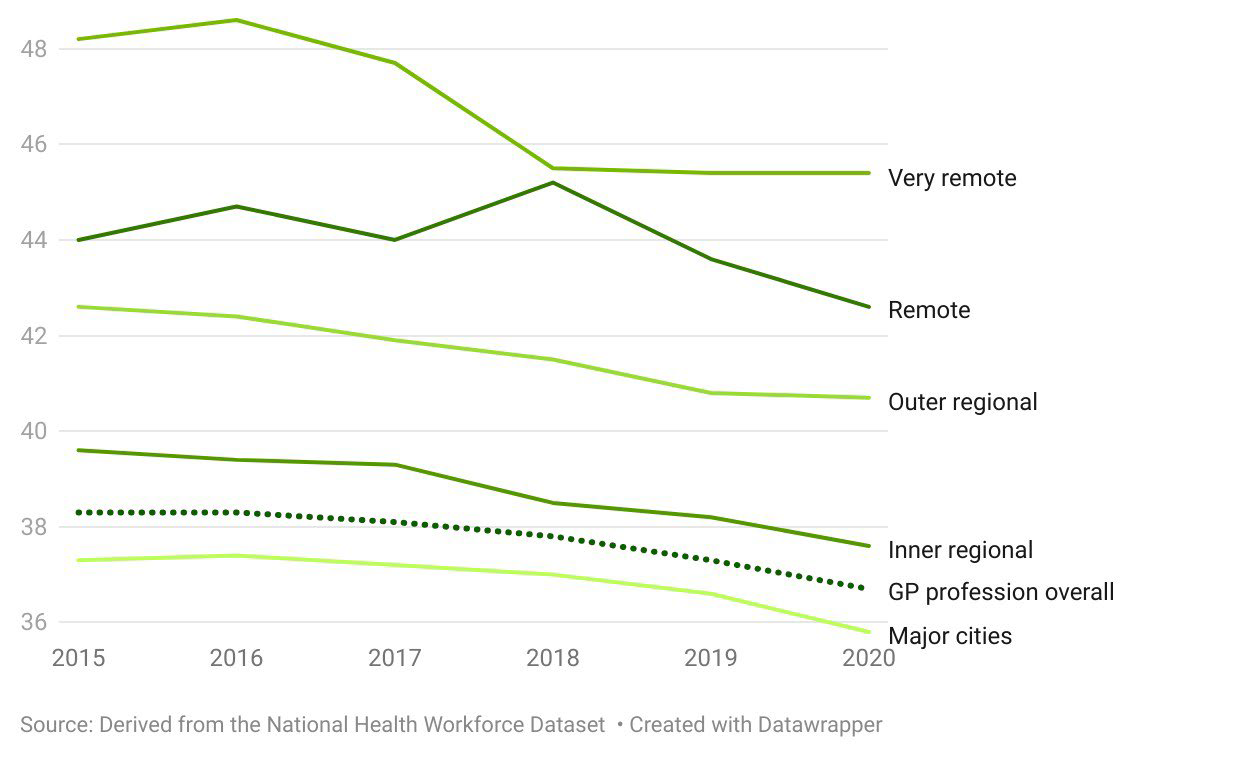 48
46
Very remote
44
Remote
42
Outer regional
40
38
Inner regional
GP profession overall
36
Major cities
2015 2016 2017 2018 2019 2020
Source: Derived from the National Health Workforce Dataset • Created with Datawrapper